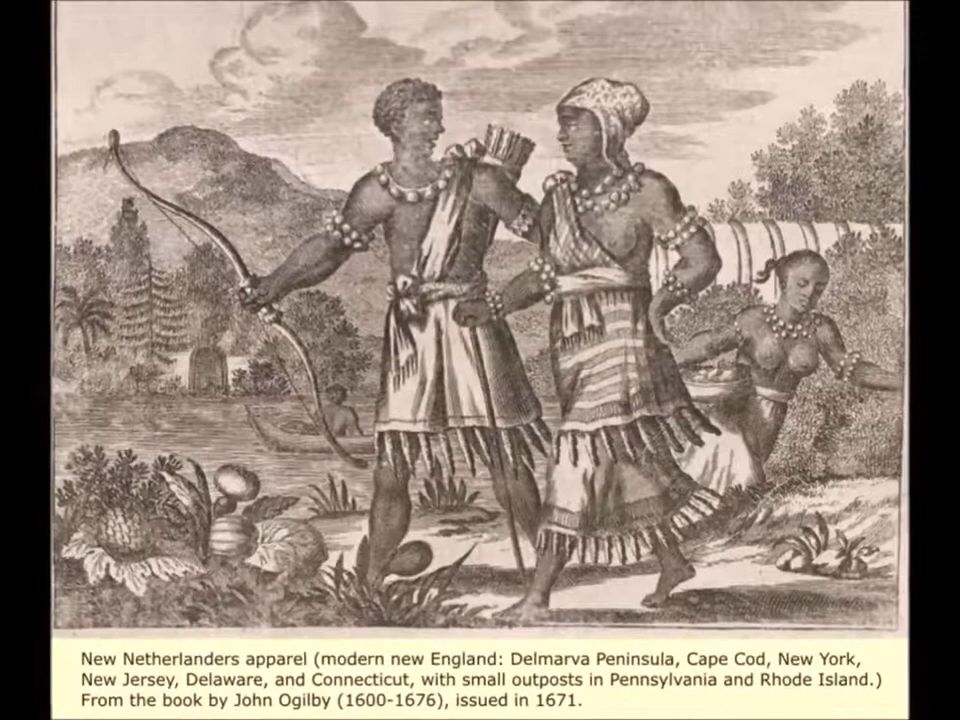 New Netherlanders apparel (modern new England: Delmarva Peninsula, Cape Cod, New York,
New Jersey, Delaware, and Connecticut, with small outposts in Pennsylvania and Rhode Island.)
From the book by John Ogilby (1600-1676), issued in 1671.